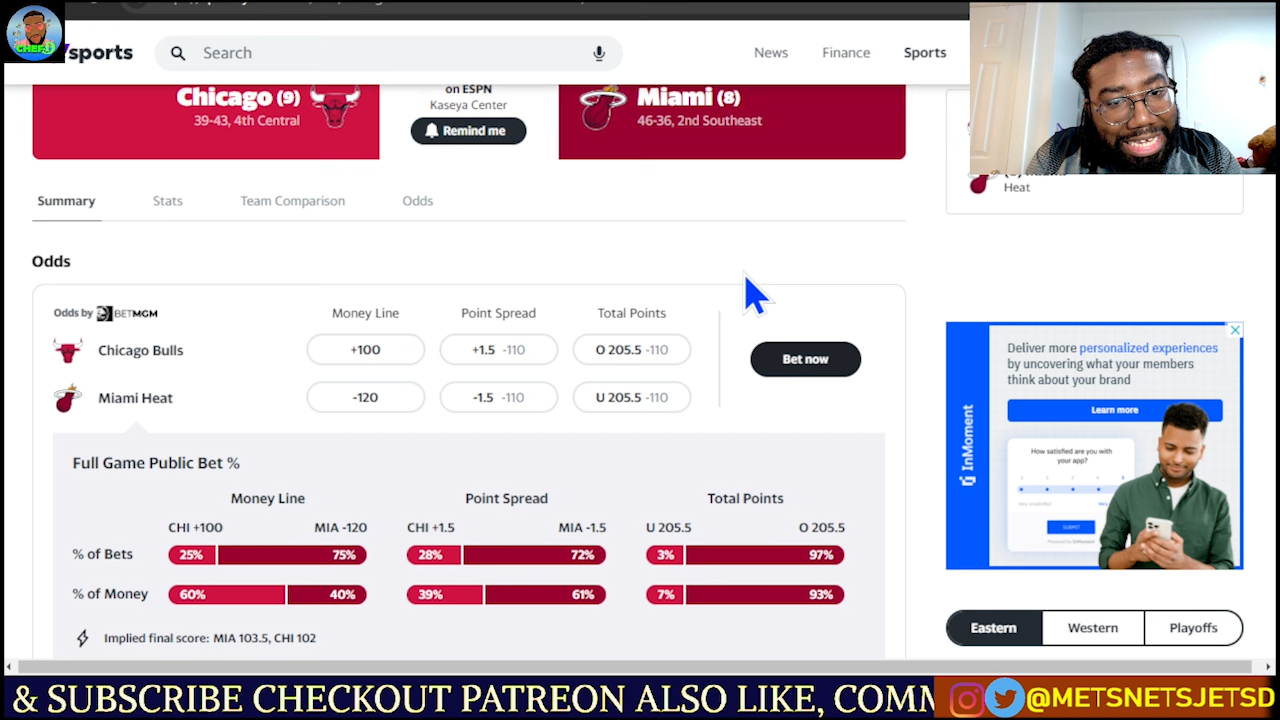 CHEFJ
sports
Search
News
Finance
Sports
Chicago (9)
39-43, 4th Central
on ESPN
Kaseya Center
Remind me
Miami (8)
46-36, 2nd Southeast
Heat
Summary
Stats
Team Comparison
Odds
Odds
Odds by BETMGM
Money Line
Point Spread
Total Points
Chicago Bulls
+100
+1.5 -110
O 205.5 -110
Miami Heat
-120
-1.5 -110
U 205.5 -110
Bet now
Full Game Public Bet %
Money Line
Point Spread
Total Points
CHI +100
MIA -120
CHI +1.5
MIA -1.5
U 205.5
O 205.5
% of Bets
25%
75%
28%
72%
3%
97%
% of Money
60%
40%
39%
61%
7%
93%
Implied final score: MIA 103.5, CHI 102
InMoment
Deliver more personalized experiences
by uncovering what your members
think about your brand
Learn more
How satisfied are you with
your app?
SUBMIT
Eastern
Western
Playoffs
& SUBSCRIBE CHECKOUT PATREON ALSO LIKE, COMM
@METSNETSJETSD